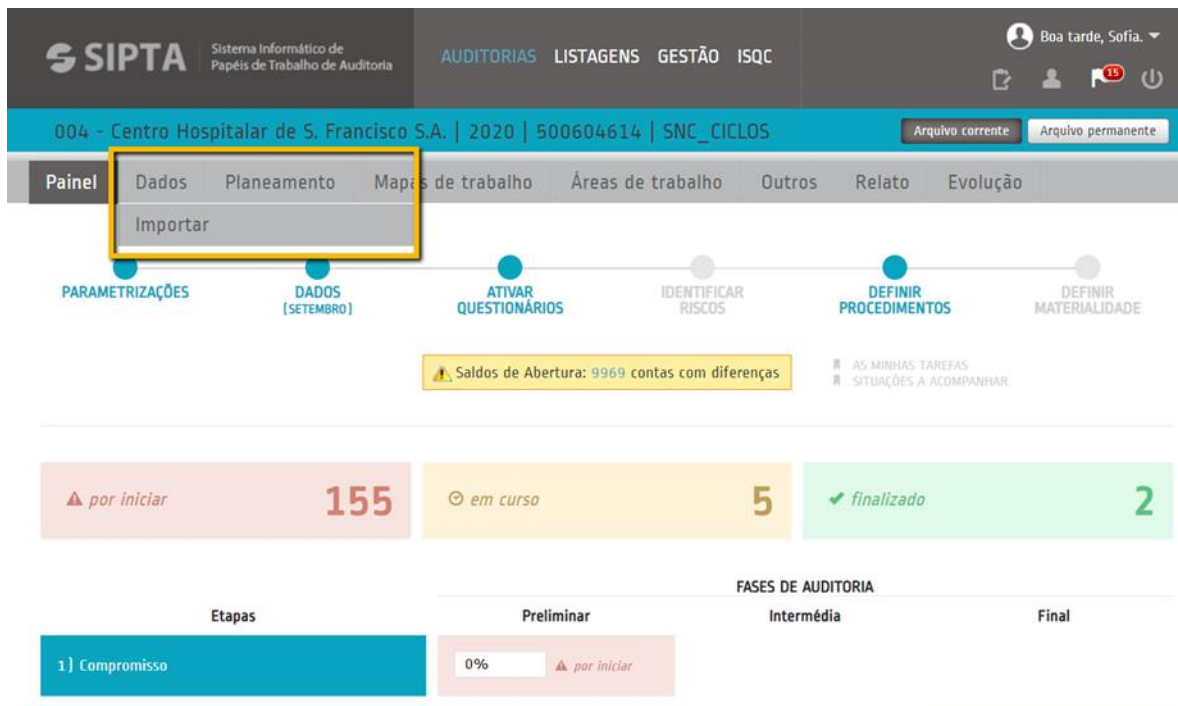 SIPTA
Sistema Informático de
Papéis de Trabalho de Auditoria
AUDITORIAS LISTAGENS GESTÃO ISQC
Boa tarde, Sofia.
15
004 - Centro Hospitalar de S. Francisco S.A. | 2020 | 500604614 | SNC_CICLOS
Arquivo corrente Arquivo permanente
Painel Dados Planeamento Mapas de trabalho Áreas de trabalho Outros Relato Evolução
Importar
PARAMETRIZAÇÕES
DADOS
(SETEMBRO)
ATIVAR
QUESTIONÁRIOS
IDENTIFICAR
RISCOS
DEFINIR
PROCEDIMENTOS
DEFINIR
MATERIALIDADE
Saldos de Abertura: 9969 contas com diferenças
AS MINHAS TAREFAS
SITUAÇÕES A ACOMPANHAR
por iniciar 155
em curso 5
finalizado 2
FASES DE AUDITORIA
Etapas Preliminar Intermédia Final
1) Compromisso 0% por iniciar